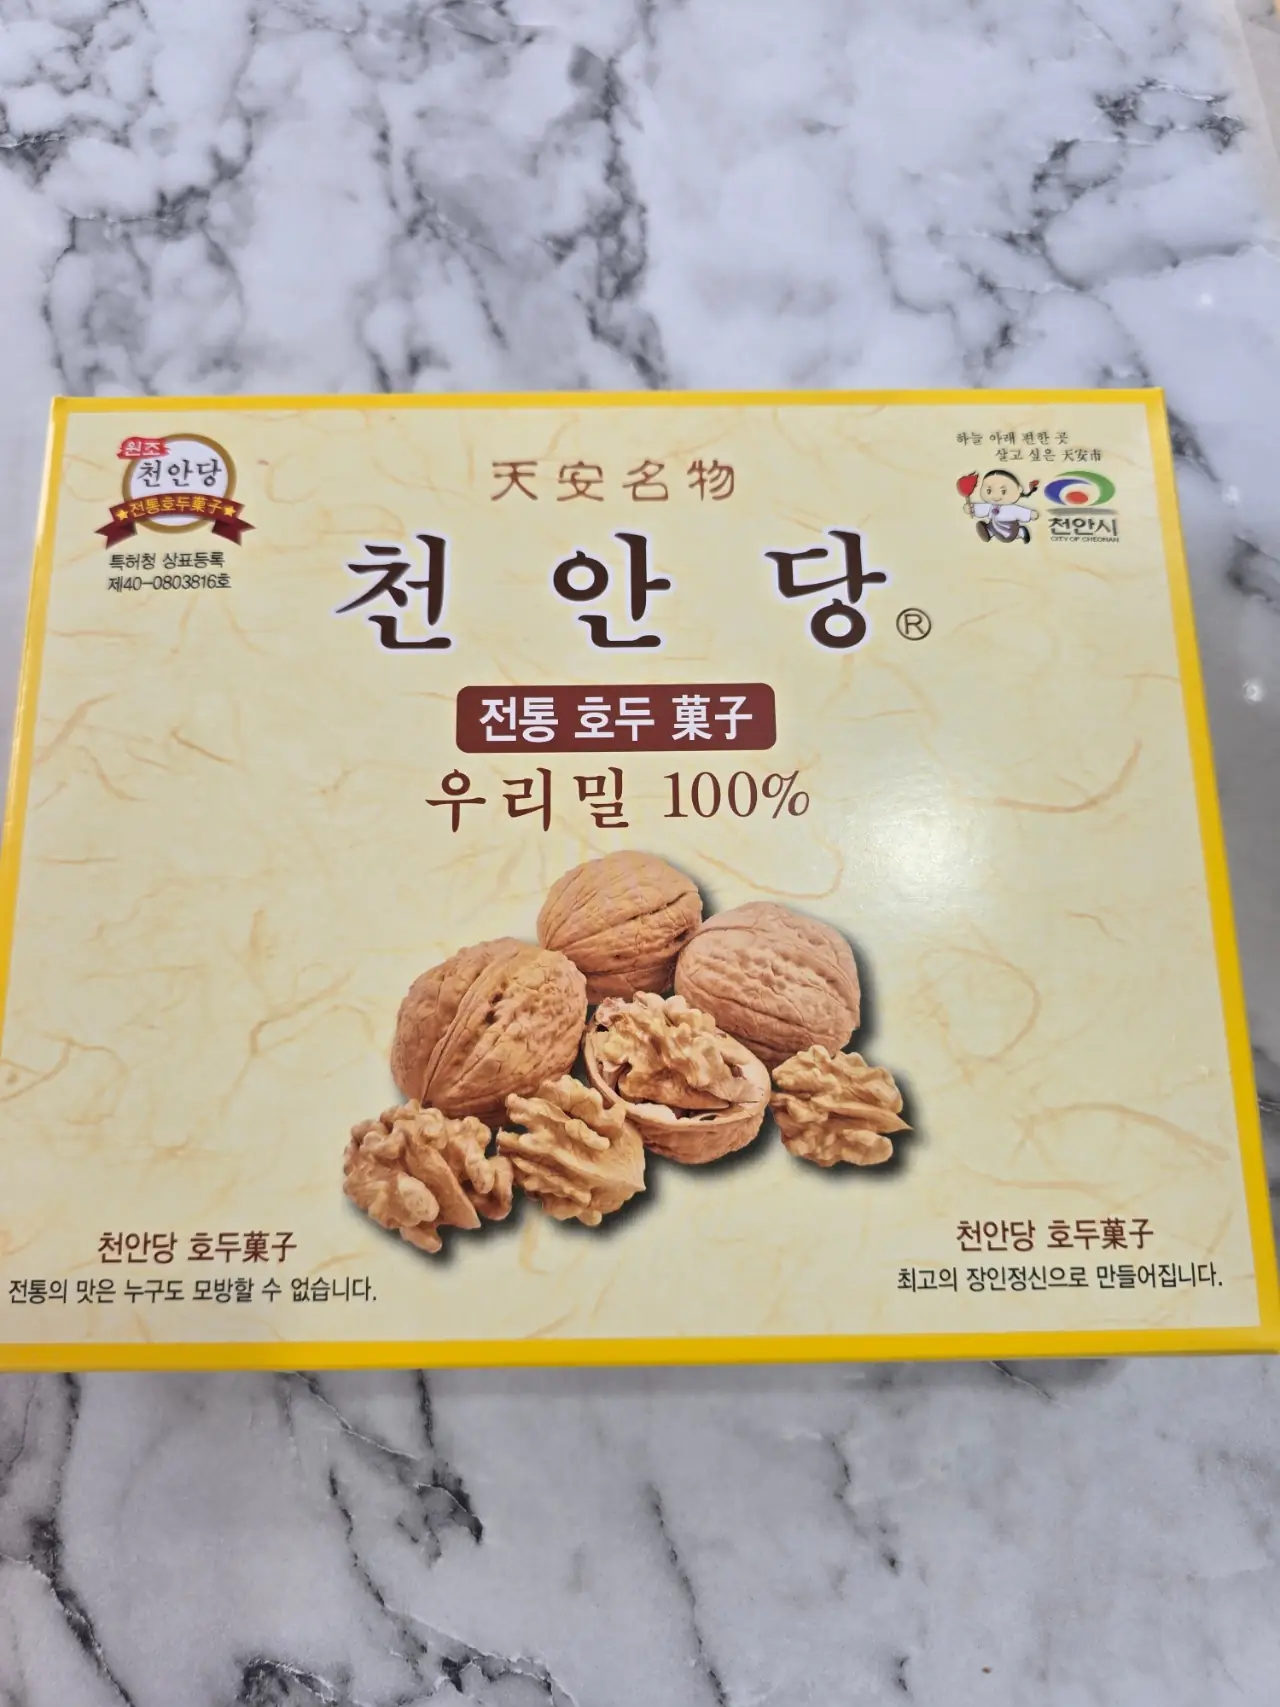 원조
천안당
전통호두菓子
특허청 상표등록
제40-0803816호
天安名物
하늘 아래 편한 곳
살고 싶은 天安市
천안시
CITY OF CHEONAN
천안당®
전통 호두 菓子
우리밀 100%
천안당 호두菓子
전통의 맛은 누구도 모방할 수 없습니다.
천안당 호두菓子
최고의 장인정신으로 만들어집니다.